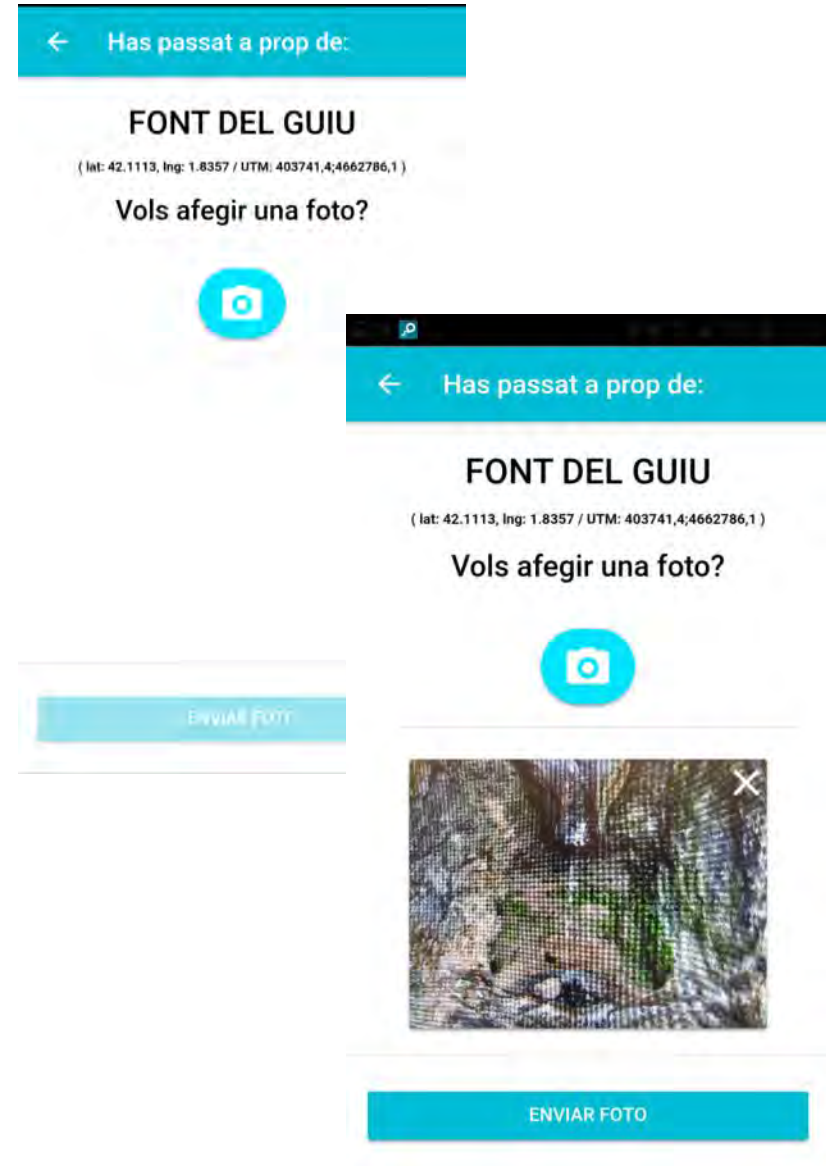 Has passat a prop de:
FONT DEL GUIU
( lat: 42.1113, lng: 1.8357 / UTM: 403741,4;4662786,1 )
Vols afegir una foto?
ENVIAR FOT
Has passat a prop de:
FONT DEL GUIU
( lat: 42.1113, lng: 1.8357 / UTM: 403741,4;4662786,1 )
Vols afegir una foto?
ENVIAR FOTO